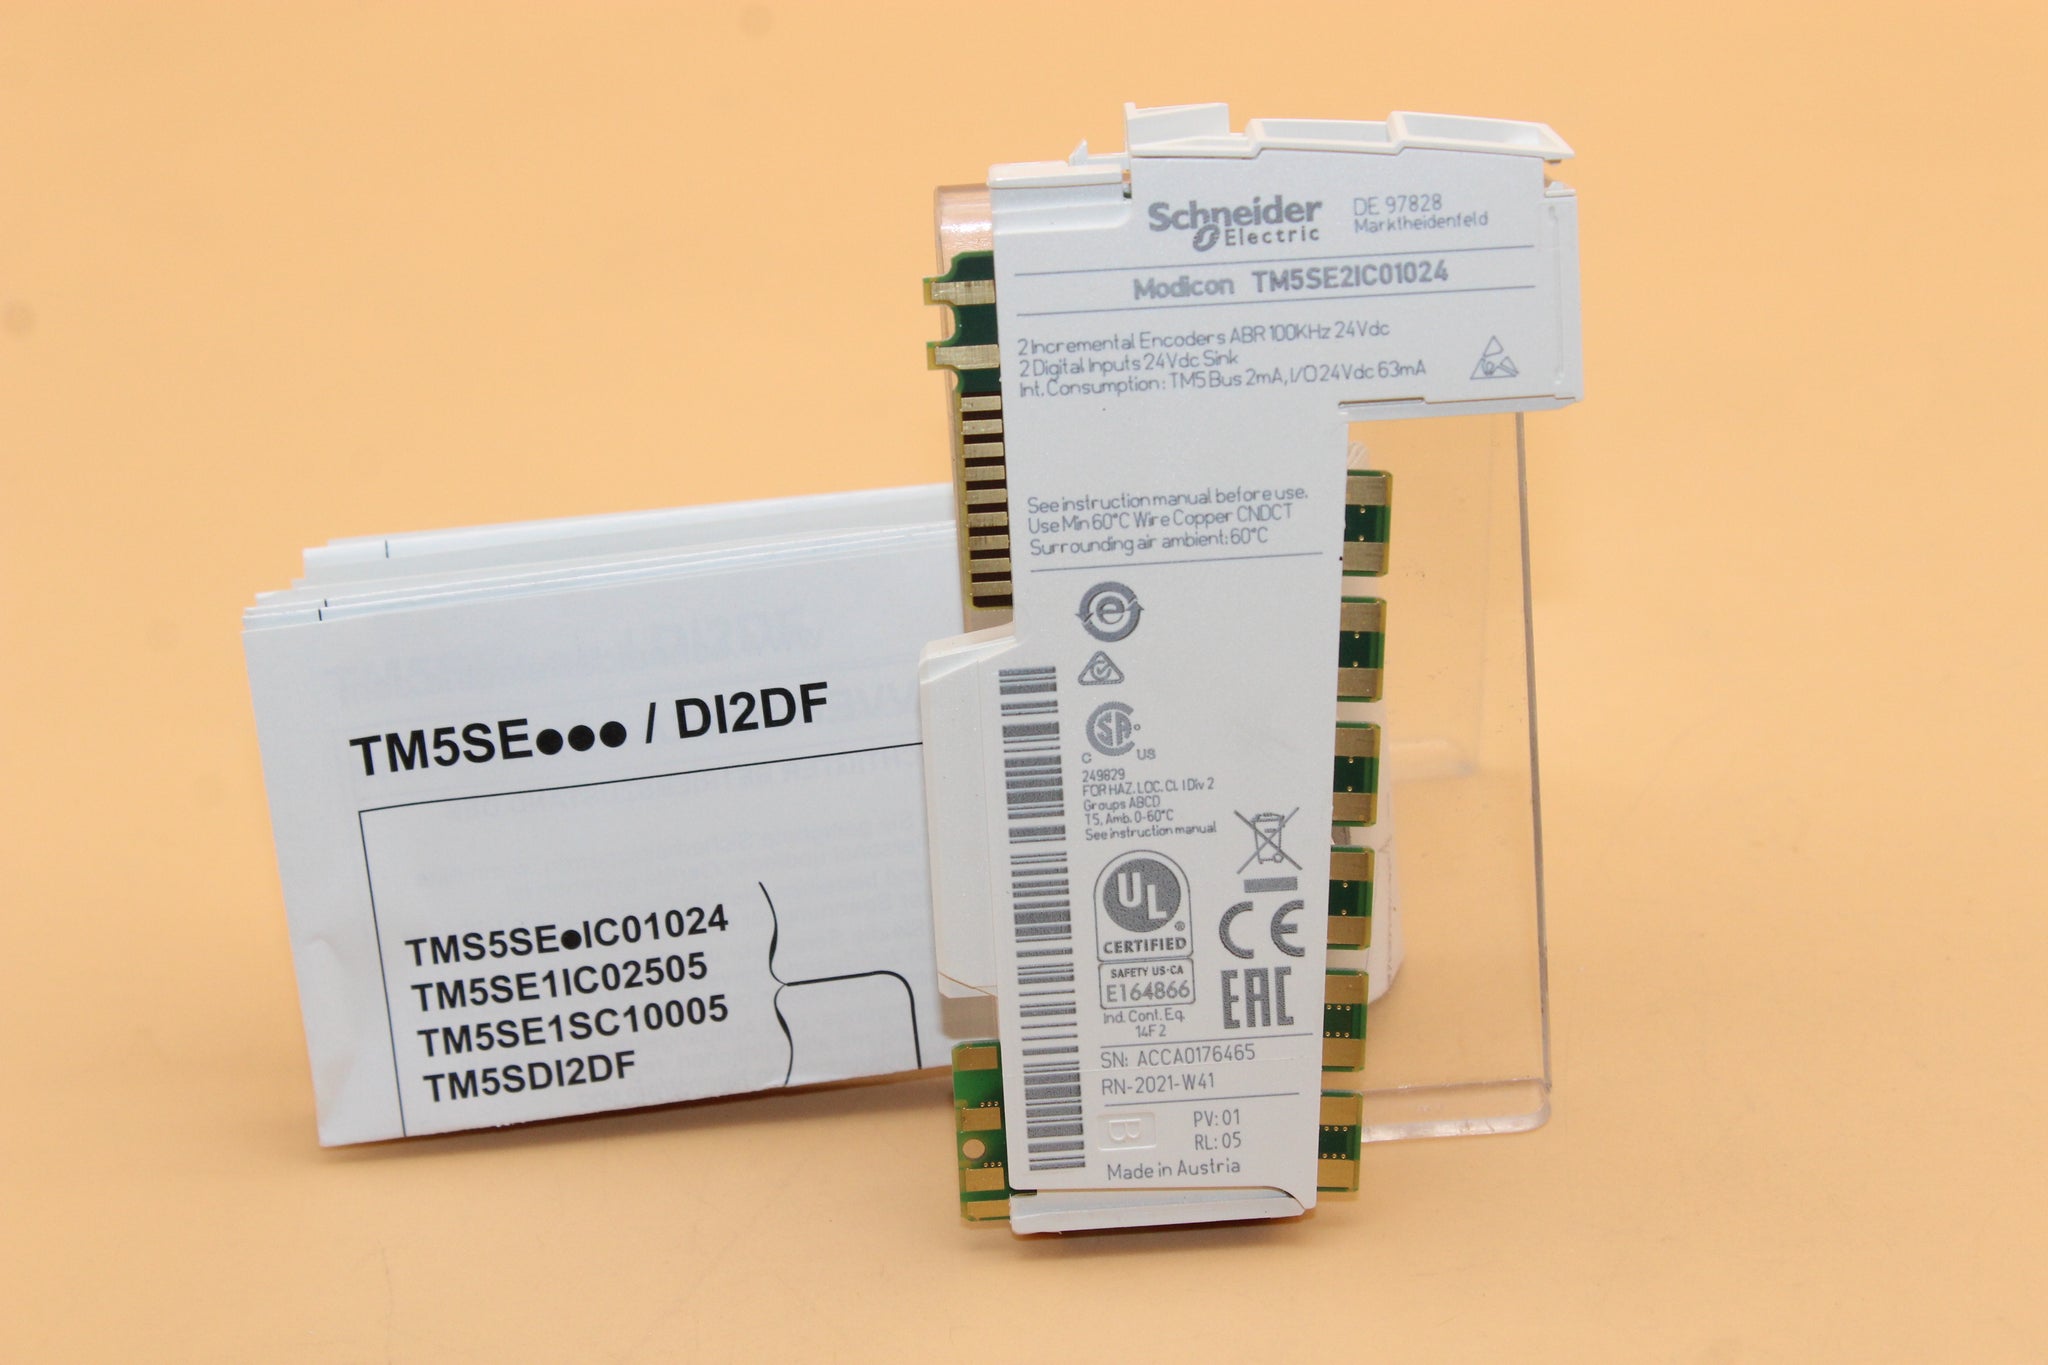 TM5SE●●● / DI2DF
TMS5SE●IC01024
TM5SE1IC02505
TM5SE1SC10005
TM5SDI2DF
Schneider
Electric
DE 97828
Marktheidenfeld
Modicon TM5SE2IC01024
2 Incremental Encoders ABR 100KHz 24Vdc
2 Digital Inputs 24Vdc Sink
Int. Consumption: TM5 Bus 2mA, I/O 24Vdc 63mA
See instruction manual before use.
Use Min 60°C Wire Copper CNDCT
Surrounding air ambient: 60°C
SA
C US
249829
FOR HAZ. LOC. Cl. I Div 2
Groups ABCD
T5, Amb. 0-60°C
See instruction manual
UL ®
CERTIFIED
SAFETY US-CA
E164866
Ind. Cont. Eq.
14F2
CE
EAC
SN: ACCA0176465
RN-2021-W41
B
PV: 01
RL: 05
Made in Austria